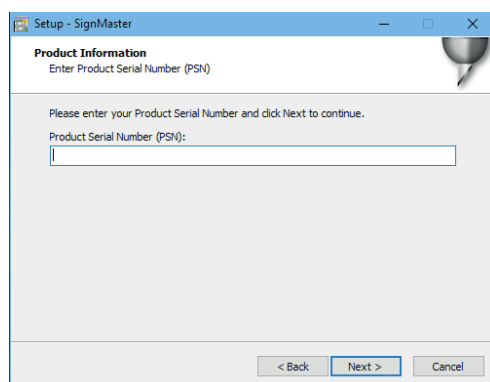 Setup - SignMaster
Product Information
Enter Product Serial Number (PSN)
Please enter your Product Serial Number and click Next to continue.
Product Serial Number (PSN):
< Back Next > Cancel